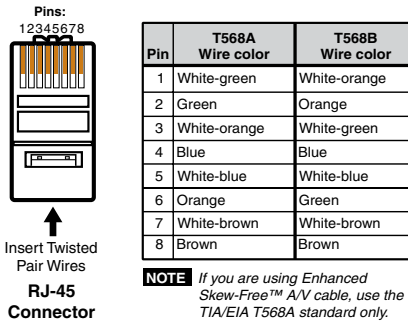 Pins:
12345678
Insert Twisted
Pair Wires
RJ-45
Connector
Pin T568A Wire color T568B Wire color
1 White-green White-orange
2 Green Orange
3 White-orange White-green
4 Blue Blue
5 White-blue White-blue
6 Orange Green
7 White-brown White-brown
8 Brown Brown
NOTE If you are using Enhanced
Skew-Free™ A/V cable, use the
TIA/EIA T568A standard only.